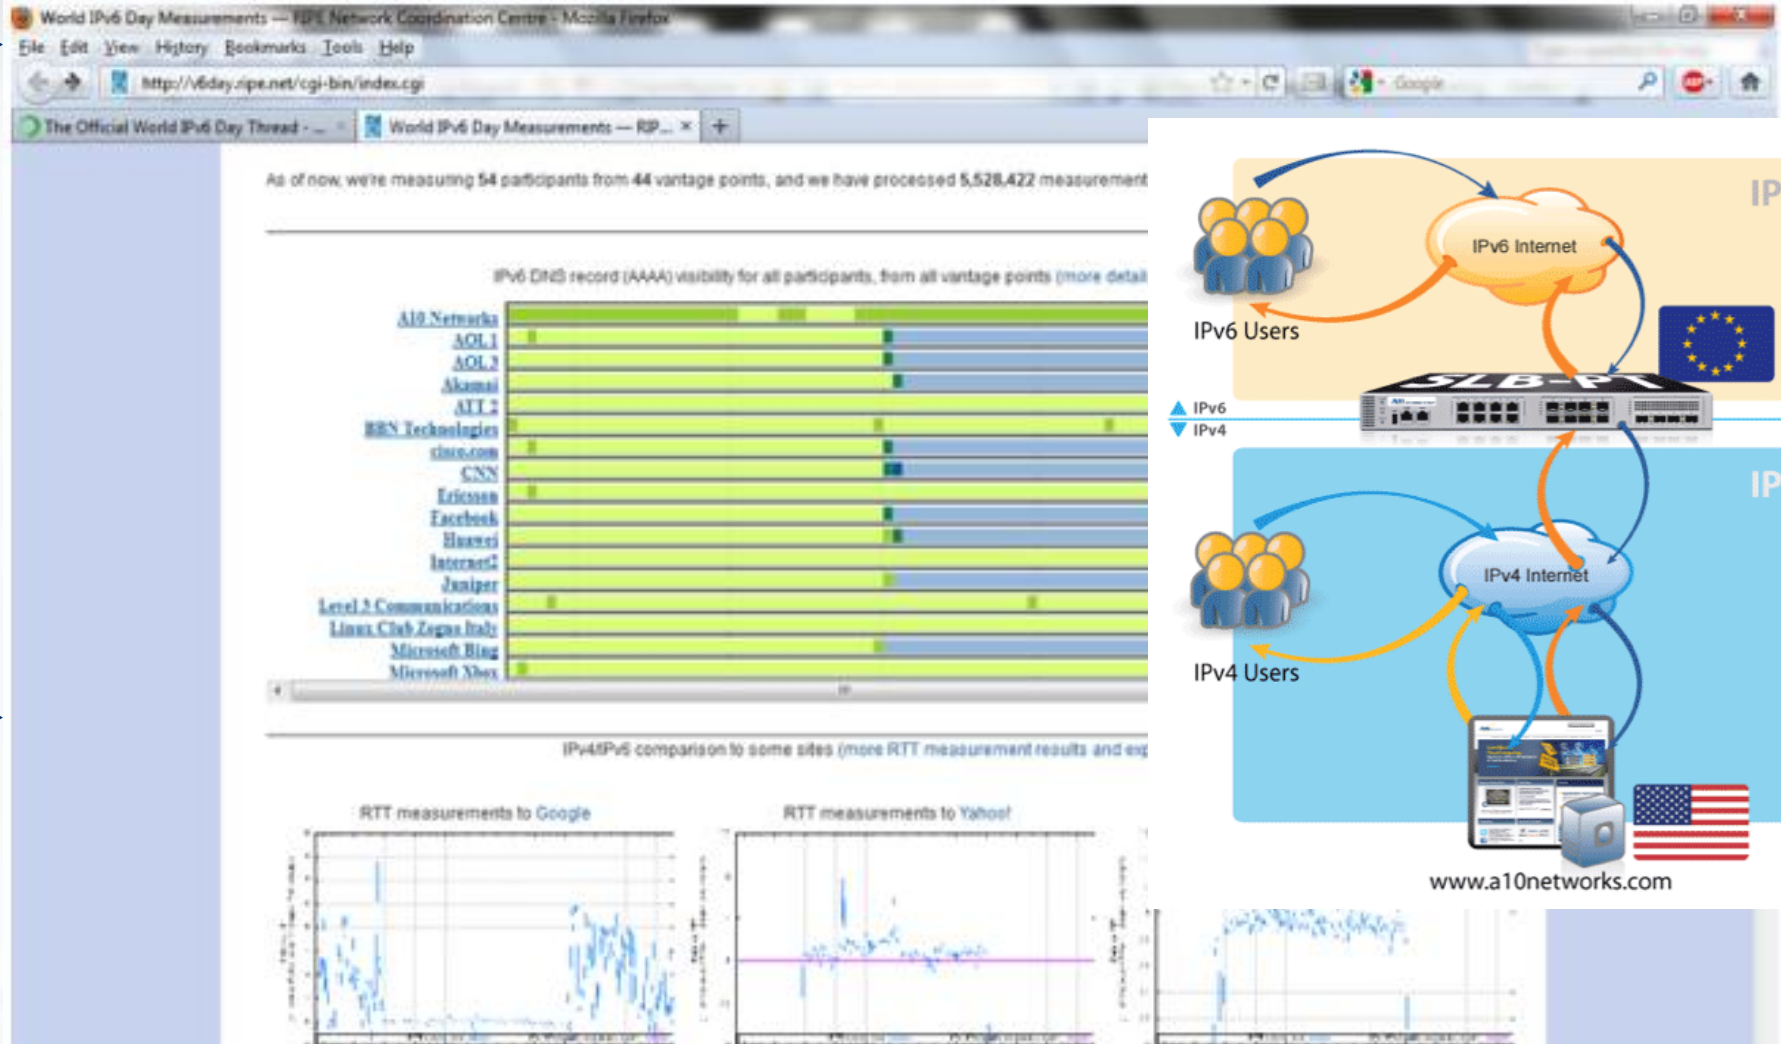 World IPv6 Day Measurements — RIPE Network Coordination Centre - Mozilla Firefox
File Edit View History Bookmarks Tools Help
http://v6day.ripe.net/cgi-bin/index.cgi
Google
ABP
The Official World IPv6 Day Thread - ...
World IPv6 Day Measurements — RIP...
As of now, we're measuring 54 participants from 44 vantage points, and we have processed 5,528,422 measurement
IPv6 DNS record (AAAA) visibility for all participants, from all vantage points (more detail
A10 Networks
AOL 1
AOL 3
Akamai
ATT 2
BBN Technologies
cisco.com
CNN
Ericsson
Facebook
Huawei
Internet2
Juniper
Level 3 Communications
Linux Club Zogno Italy
Microsoft Bing
Microsoft Xbox
IPv4/IPv6 comparison to some sites (more RTT measurement results and exp
RTT measurements to Google
RTT measurements to Yahoo!
IP
IPv6 Internet
IPv6 Users
SLB-PT
IPv6
IPv4
IP
IPv4 Internet
IPv4 Users
www.a10networks.com